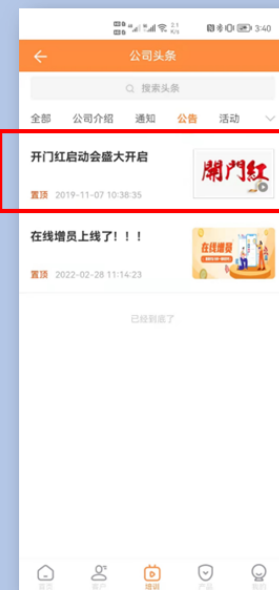 3:40
公司头条
搜索头条
全部 公司介绍 通知 公告 活动
开门红启动会盛大开启
開門紅
置顶 2019-11-07 10:38:35
在线增员上线了！！！
在线增员
置顶 2022-02-28 11:14:23
已经到底了
首页 客户 培训 产品 我的